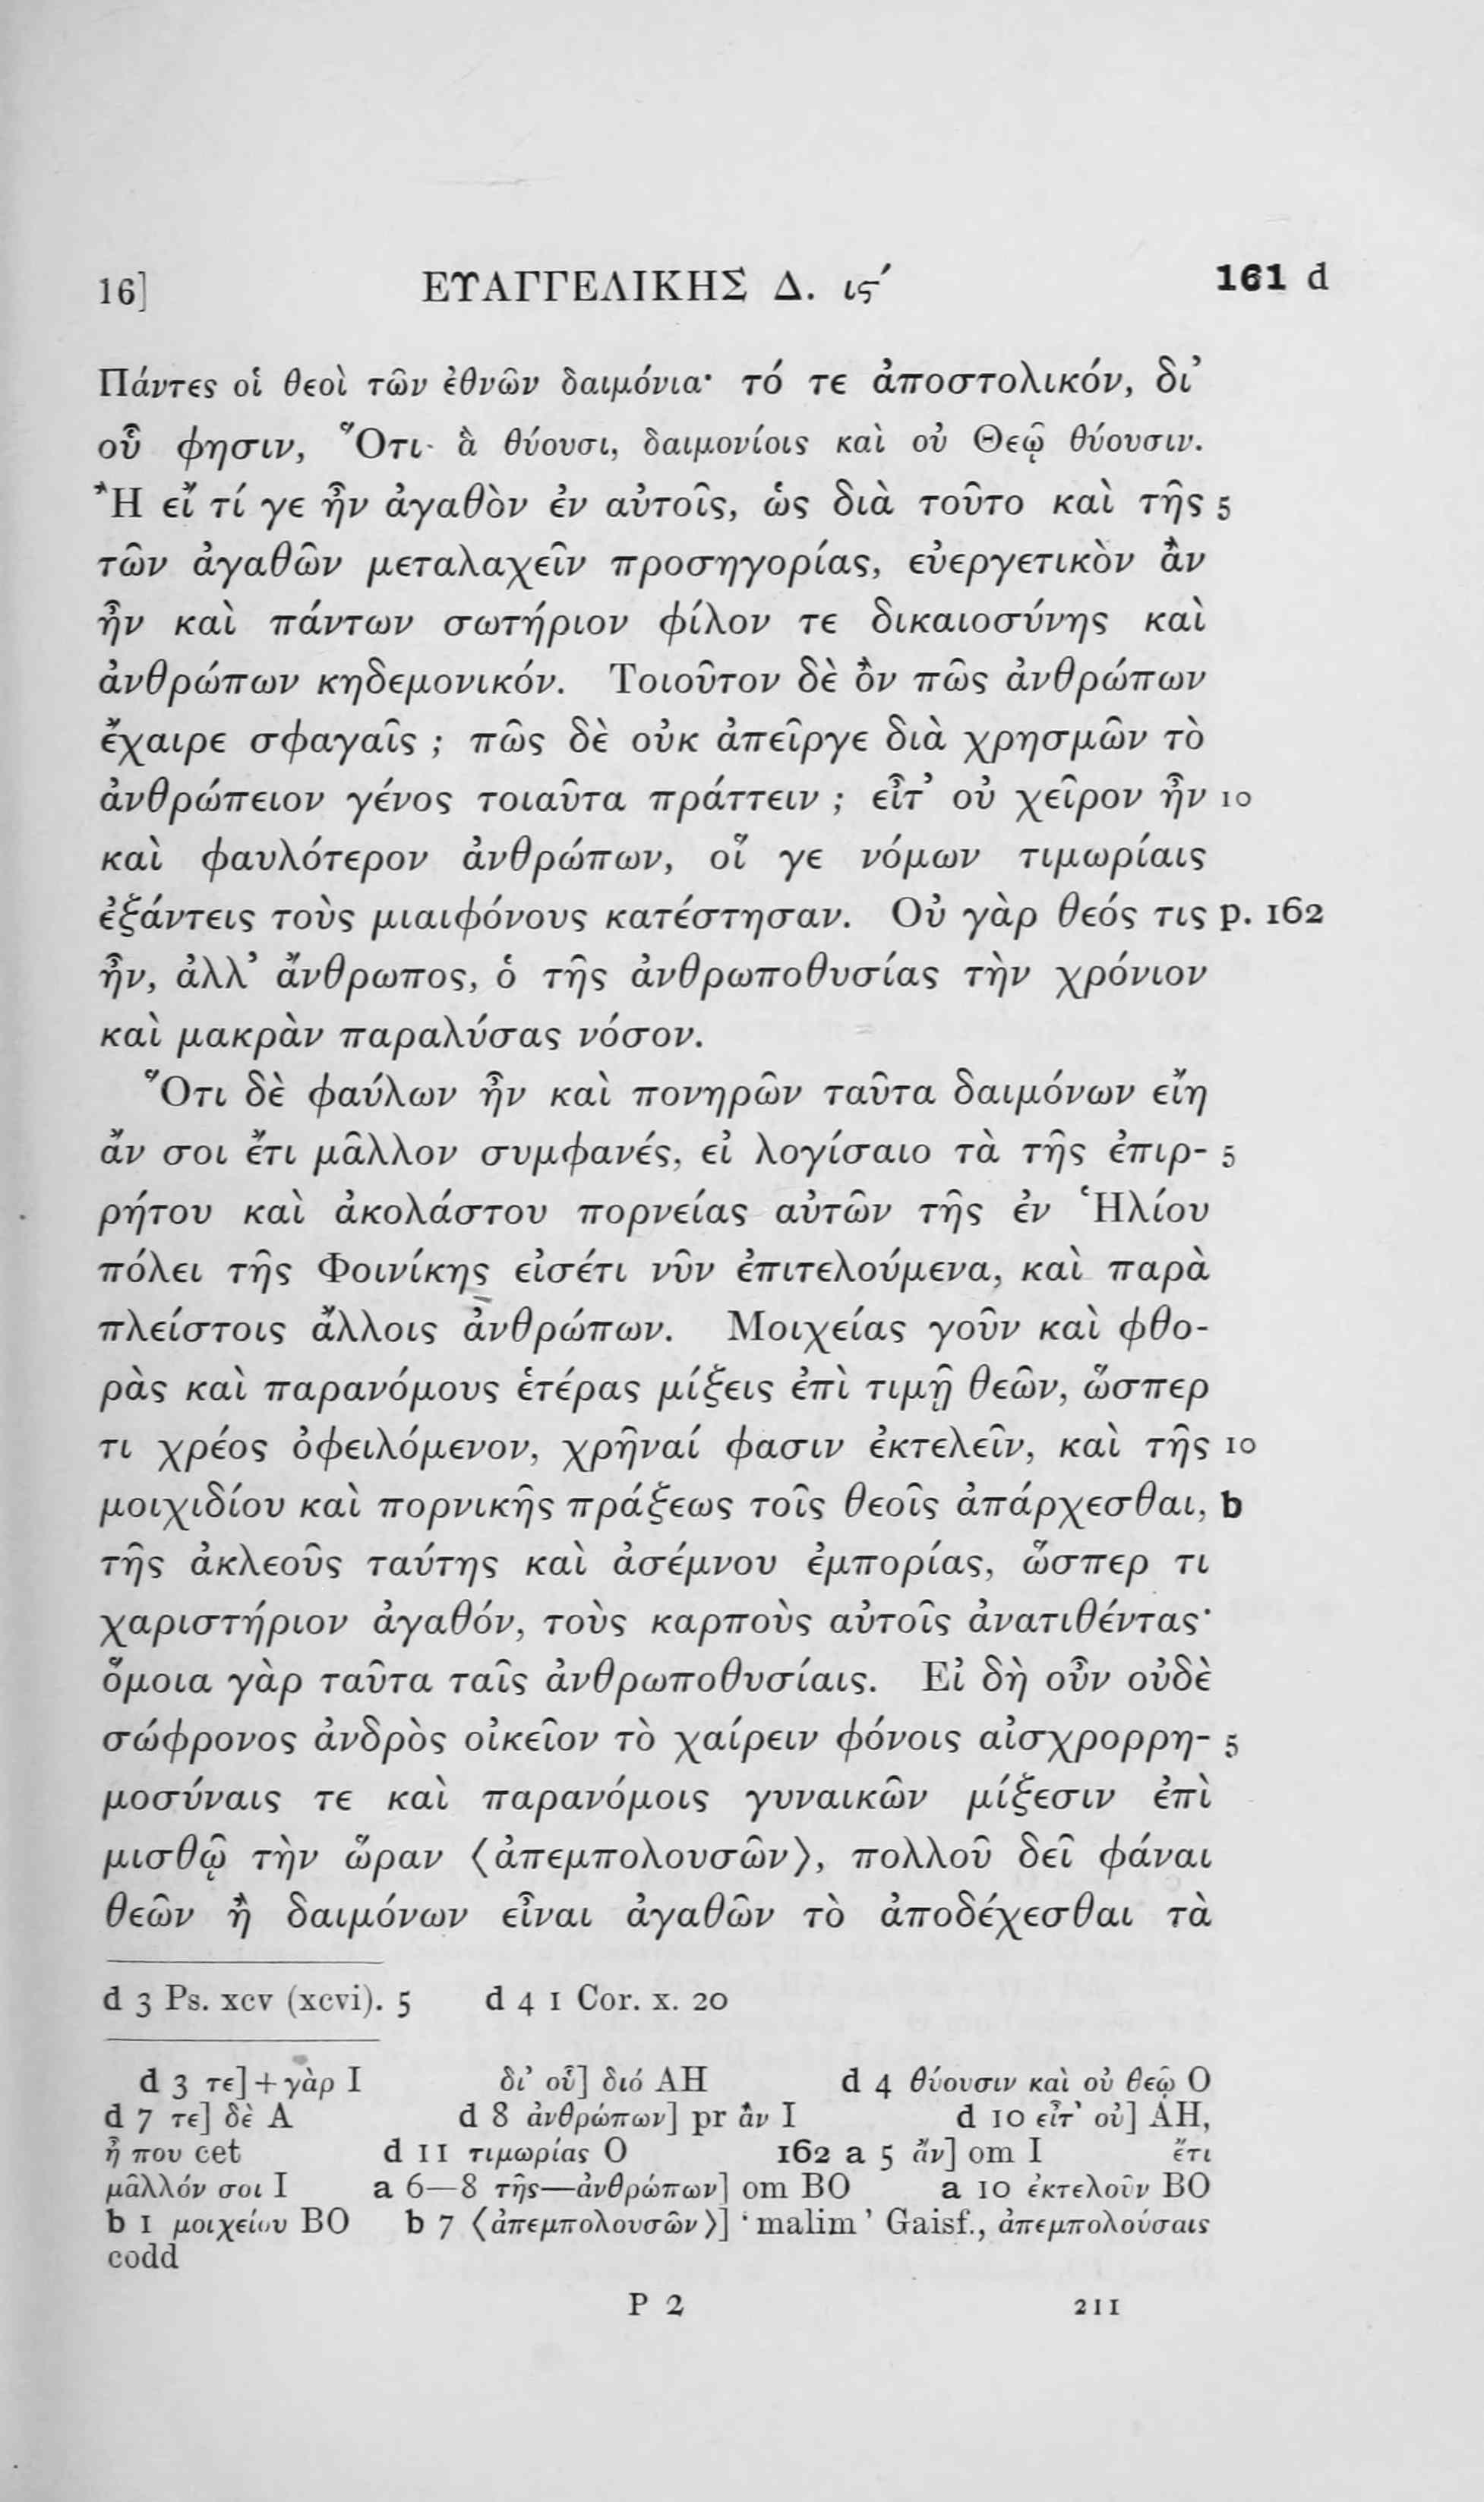 16] ΕΥΑΓΓΕΛΙΚΗΣ Δ. ιϛ´ 161 d
Πάντες οἱ θεοὶ τῶν ἐθνῶν δαιμόνια· τό τε ἀποστολικόν, δι’
οὗ φησιν, Ὅτι ἃ θύουσι, δαιμονίοις καὶ οὐ Θεῷ θύουσιν.
Ἢ εἴ τί γε ἦν ἀγαθὸν ἐν αὐτοῖς, ὡς διὰ τοῦτο καὶ τῆς 5
τῶν ἀγαθῶν μεταλαχεῖν προσηγορίας, εὐεργετικὸν ἂν
ἦν καὶ πάντων σωτήριον φίλον τε δικαιοσύνης καὶ
ἀνθρώπων κηδεμονικόν. Τοιοῦτον δὲ ὂν πῶς ἀνθρώπων
ἔχαιρε σφαγαῖς ; πῶς δὲ οὐκ ἀπεῖργε διὰ χρησμῶν τὸ
ἀνθρώπειον γένος τοιαῦτα πράττειν ; εἶτ’ οὐ χεῖρον ἦν 10
καὶ φαυλότερον ἀνθρώπων, οἵ γε νόμων τιμωρίαις
ἐξάντεις τοὺς μιαιφόνους κατέστησαν. Οὐ γὰρ θεός τις p. 162
ἦν, ἀλλ’ ἄνθρωπος, ὁ τῆς ἀνθρωποθυσίας τὴν χρόνιον
καὶ μακρὰν παραλύσας νόσον.
Ὅτι δὲ φαύλων ἦν καὶ πονηρῶν ταῦτα δαιμόνων εἴη
ἄν σοι ἔτι μᾶλλον συμφανές, εἰ λογίσαιο τὰ τῆς ἐπιρ- 5
ρήτου καὶ ἀκολάστου πορνείας αὐτῶν τῆς ἐν Ἡλίου
πόλει τῆς Φοινίκης εἰσέτι νῦν ἐπιτελούμενα, καὶ παρὰ
πλείστοις ἄλλοις ἀνθρώπων. Μοιχείας γοῦν καὶ φθο-
ρὰς καὶ παρανόμους ἑτέρας μίξεις ἐπὶ τιμῇ θεῶν, ὥσπερ
τι χρέος ὀφειλόμενον, χρῆναί φασιν ἐκτελεῖν, καὶ τῆς 10
μοιχιδίου καὶ πορνικῆς πράξεως τοῖς θεοῖς ἀπάρχεσθαι, b
τῆς ἀκλεοῦς ταύτης καὶ ἀσέμνου ἐμπορίας, ὥσπερ τι
χαριστήριον ἀγαθόν, τοὺς καρποὺς αὐτοῖς ἀνατιθέντας·
ὅμοια γὰρ ταῦτα ταῖς ἀνθρωποθυσίαις. Εἰ δὴ οὖν οὐδὲ
σώφρονος ἀνδρὸς οἰκεῖον τὸ χαίρειν φόνοις αἰσχρορρη- 5
μοσύναις τε καὶ παρανόμοις γυναικῶν μίξεσιν ἐπὶ
μισθῷ τὴν ὥραν ⟨ἀπεμπολουσῶν⟩, πολλοῦ δεῖ φάναι
θεῶν ἢ δαιμόνων εἶναι ἀγαθῶν τὸ ἀποδέχεσθαι τὰ
d 3 Ps. xcv (xcvi). 5 d 4 1 Cor. x. 20
d 3 τε]+γὰρ I δι’ οὗ] διό AH d 4 θύουσιν καὶ οὐ θεῷ O
d 7 τε] δὲ A d 8 ἀνθρώπων] pr ἂν I d 10 εἶτ’ οὐ] AH,
ἦ που cet d 11 τιμωρίας O 162 a 5 ἄν] om I ἔτι
μᾶλλόν σοι I a 6—8 τῆς—ἀνθρώπων] om BO a 10 ἐκτελοῦν BO
b 1 μοιχείου BO b 7 ⟨ἀπεμπολουσῶν⟩] ‘malim’ Gaisf., ἀπεμπολούσαις
codd
P 2 211